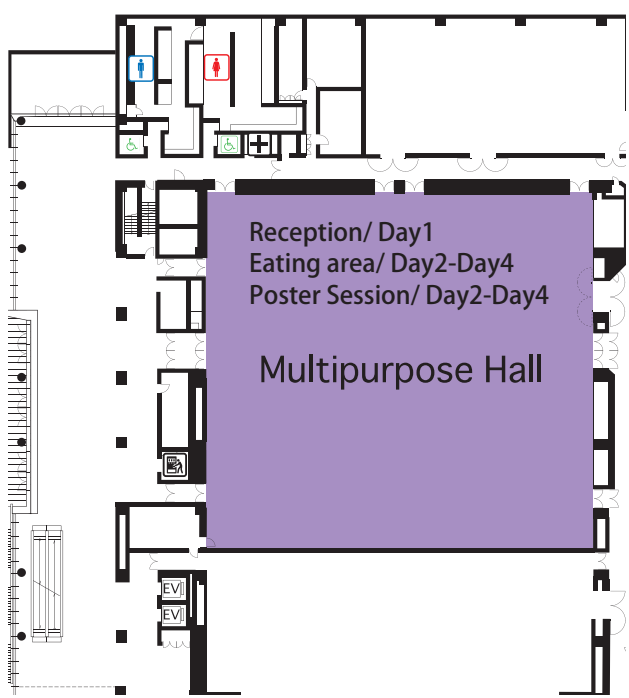 Reception/ Day1
Eating area/ Day2-Day4
Poster Session/ Day2-Day4
Multipurpose Hall
EV
EV